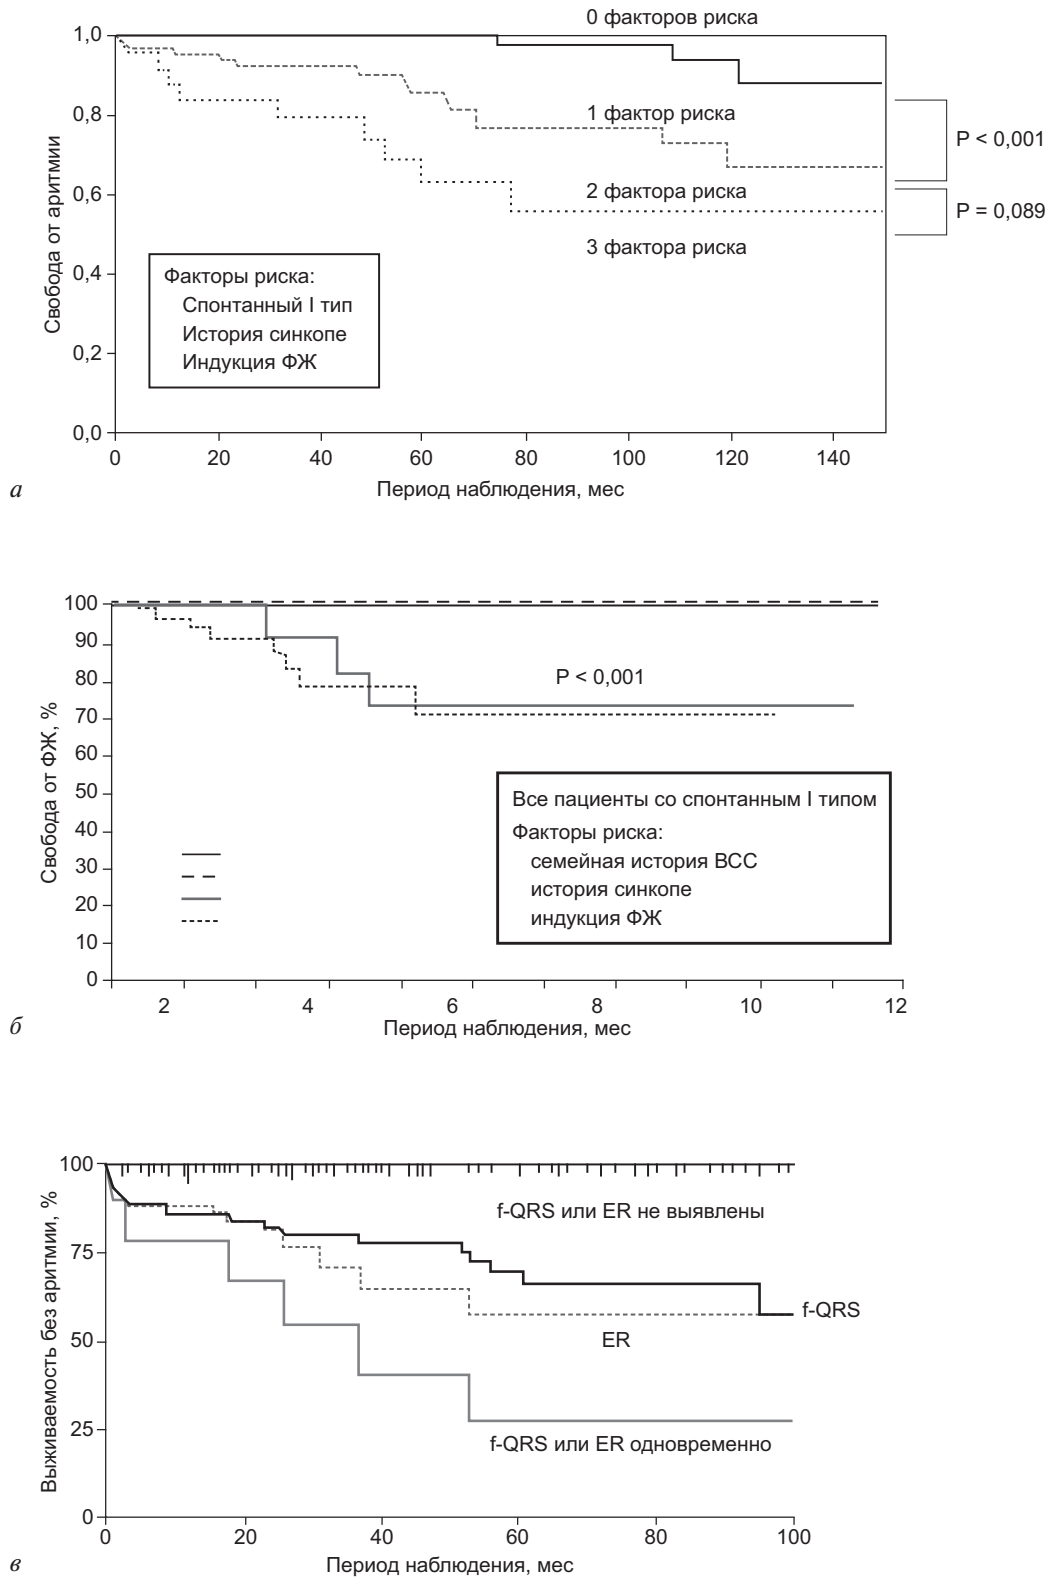 0 факторов риска
1,0
0,8
0,6
0,4
0,2
0,0
Свобода от аритмии
1 фактор риска
P < 0,001
2 фактора риска
P = 0,089
3 фактора риска
Факторы риска:
Спонтанный I тип
История синкопе
Индукция ФЖ
0 20 40 60 80 100 120 140
Период наблюдения, мес
а
100
90
80
70
60
50
40
30
20
10
0
Свобода от ФЖ, %
P < 0,001
Все пациенты со спонтанным I типом
Факторы риска:
семейная история ВСС
история синкопе
индукция ФЖ
2 4 6 8 10 12
Период наблюдения, мес
б
100
75
50
25
0
Выживаемость без аритмии, %
f-QRS или ER не выявлены
f-QRS
ER
f-QRS или ER одновременно
0 20 40 60 80 100
Период наблюдения, мес
в